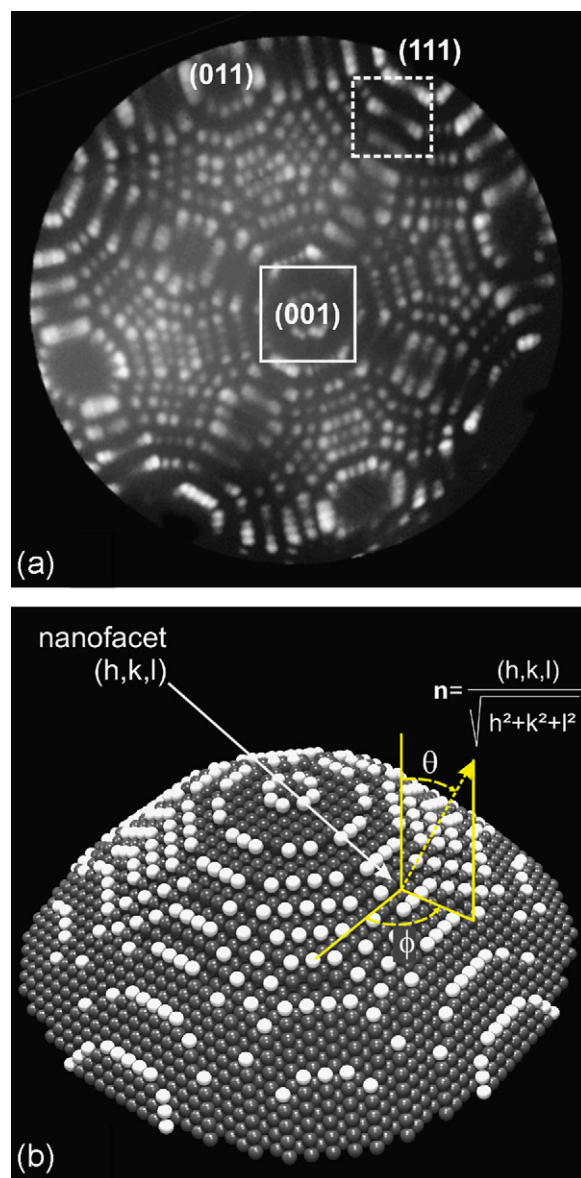 (011)
(111)
(001)
(a)
nanofacet
(h,k,l)
n= (h,k,l)
√h²+k²+l²
θ
ϕ
(b)